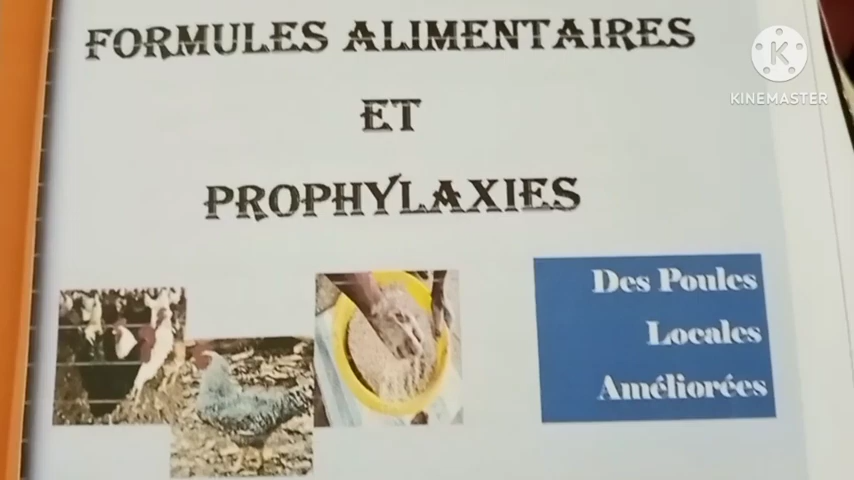 FORMULES ALIMENTAIRES
ET
PROPHYLAXIES
Des Poules
Locales
Améliorées
K
KINEMASTER